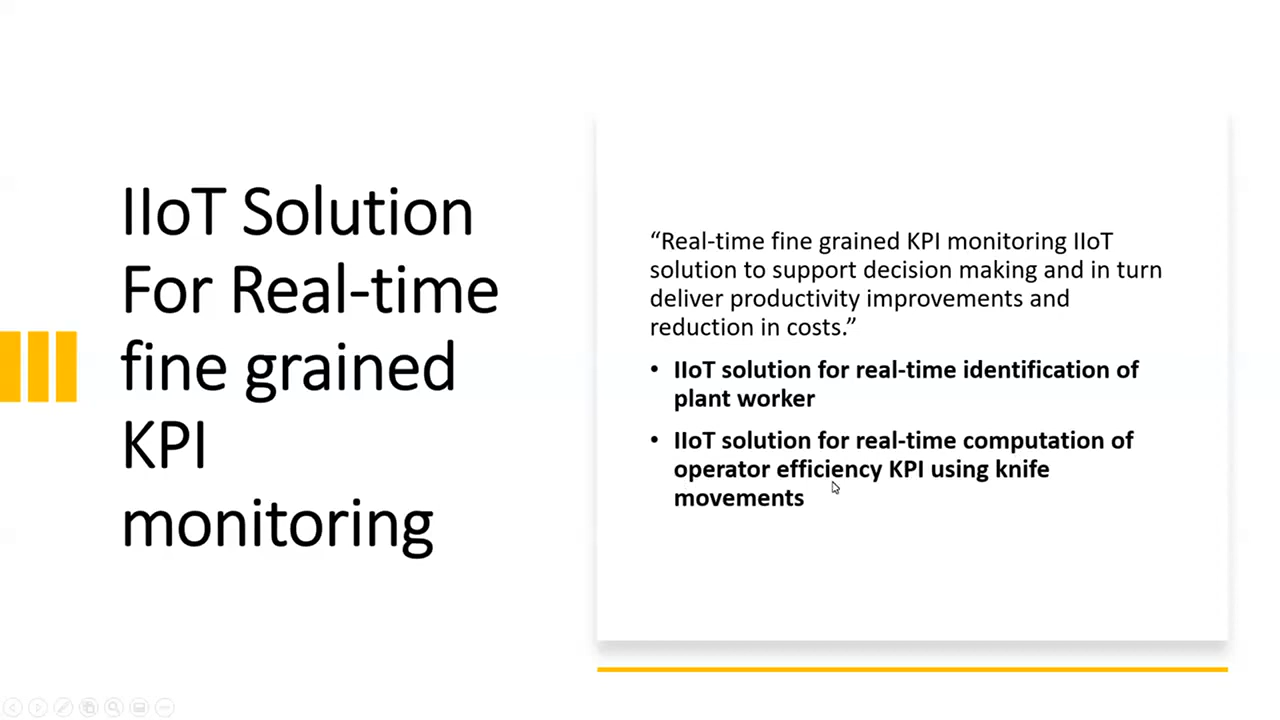 IIoT Solution
For Real-time
fine grained
KPI
monitoring
“Real-time fine grained KPI monitoring IIoT
solution to support decision making and in turn
deliver productivity improvements and
reduction in costs.”
• IIoT solution for real-time identification of
plant worker
• IIoT solution for real-time computation of
operator efficiency KPI using knife
movements